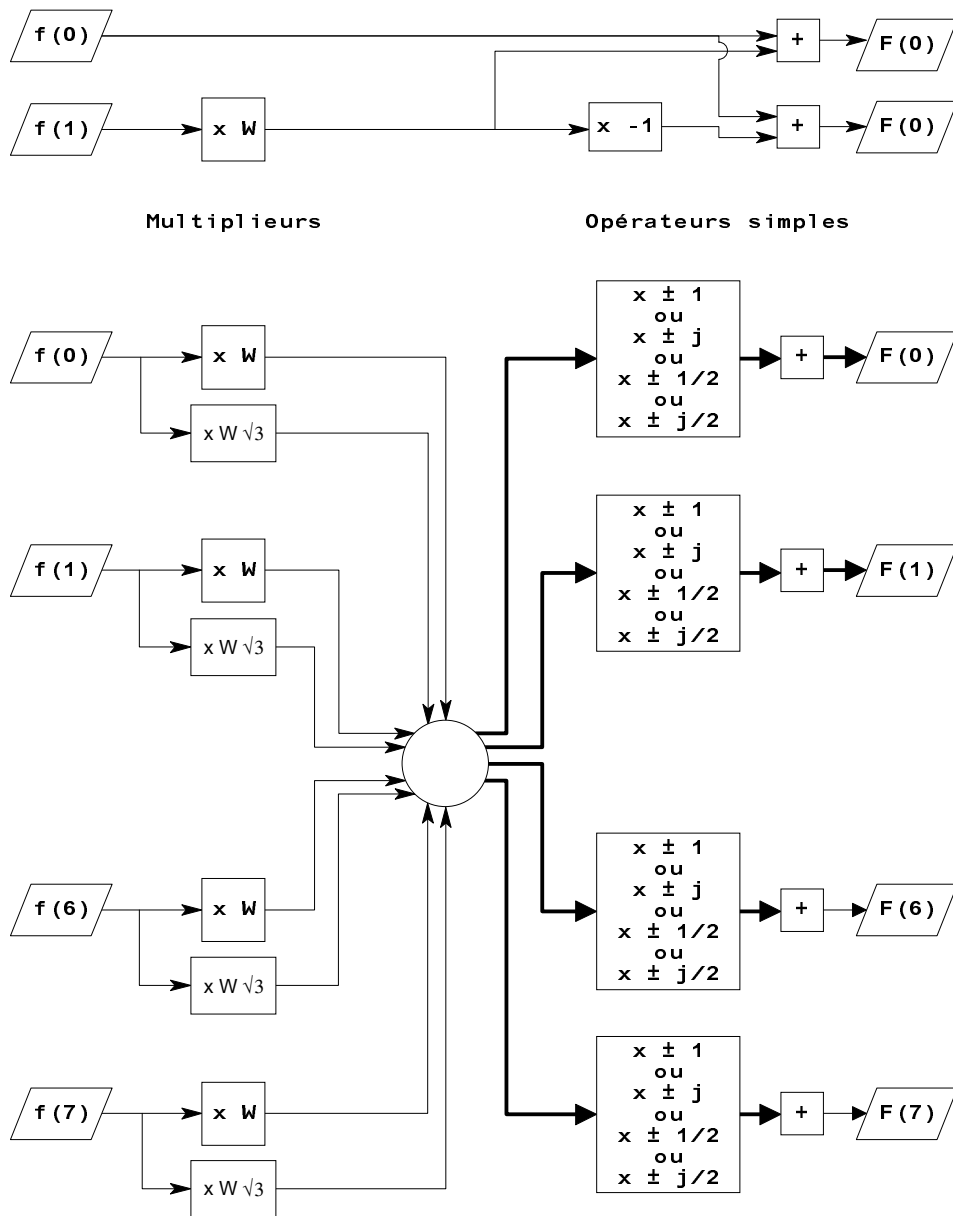 f(0)
+
F(0)
f(1)
x W
x -1
+
F(0)
Multiplieurs
Opérateurs simples
f(0)
x W
x W √3
x ± 1
ou
x ± j
ou
x ± 1/2
ou
x ± j/2
+
F(0)
f(1)
x W
x W √3
x ± 1
ou
x ± j
ou
x ± 1/2
ou
x ± j/2
+
F(1)
f(6)
x W
x W √3
x ± 1
ou
x ± j
ou
x ± 1/2
ou
x ± j/2
+
F(6)
f(7)
x W
x W √3
x ± 1
ou
x ± j
ou
x ± 1/2
ou
x ± j/2
+
F(7)